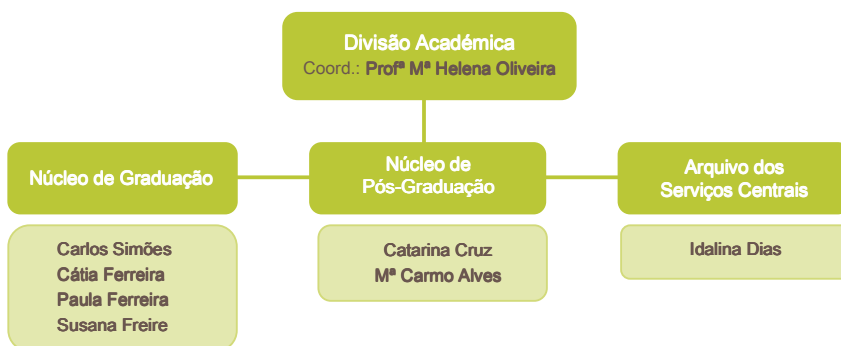 Divisão Académica
Coord.: Profª Mª Helena Oliveira
Núcleo de Graduação
Carlos Simões
Cátia Ferreira
Paula Ferreira
Susana Freire
Núcleo de
Pós-Graduação
Catarina Cruz
Mª Carmo Alves
Arquivo dos
Serviços Centrais
Idalina Dias